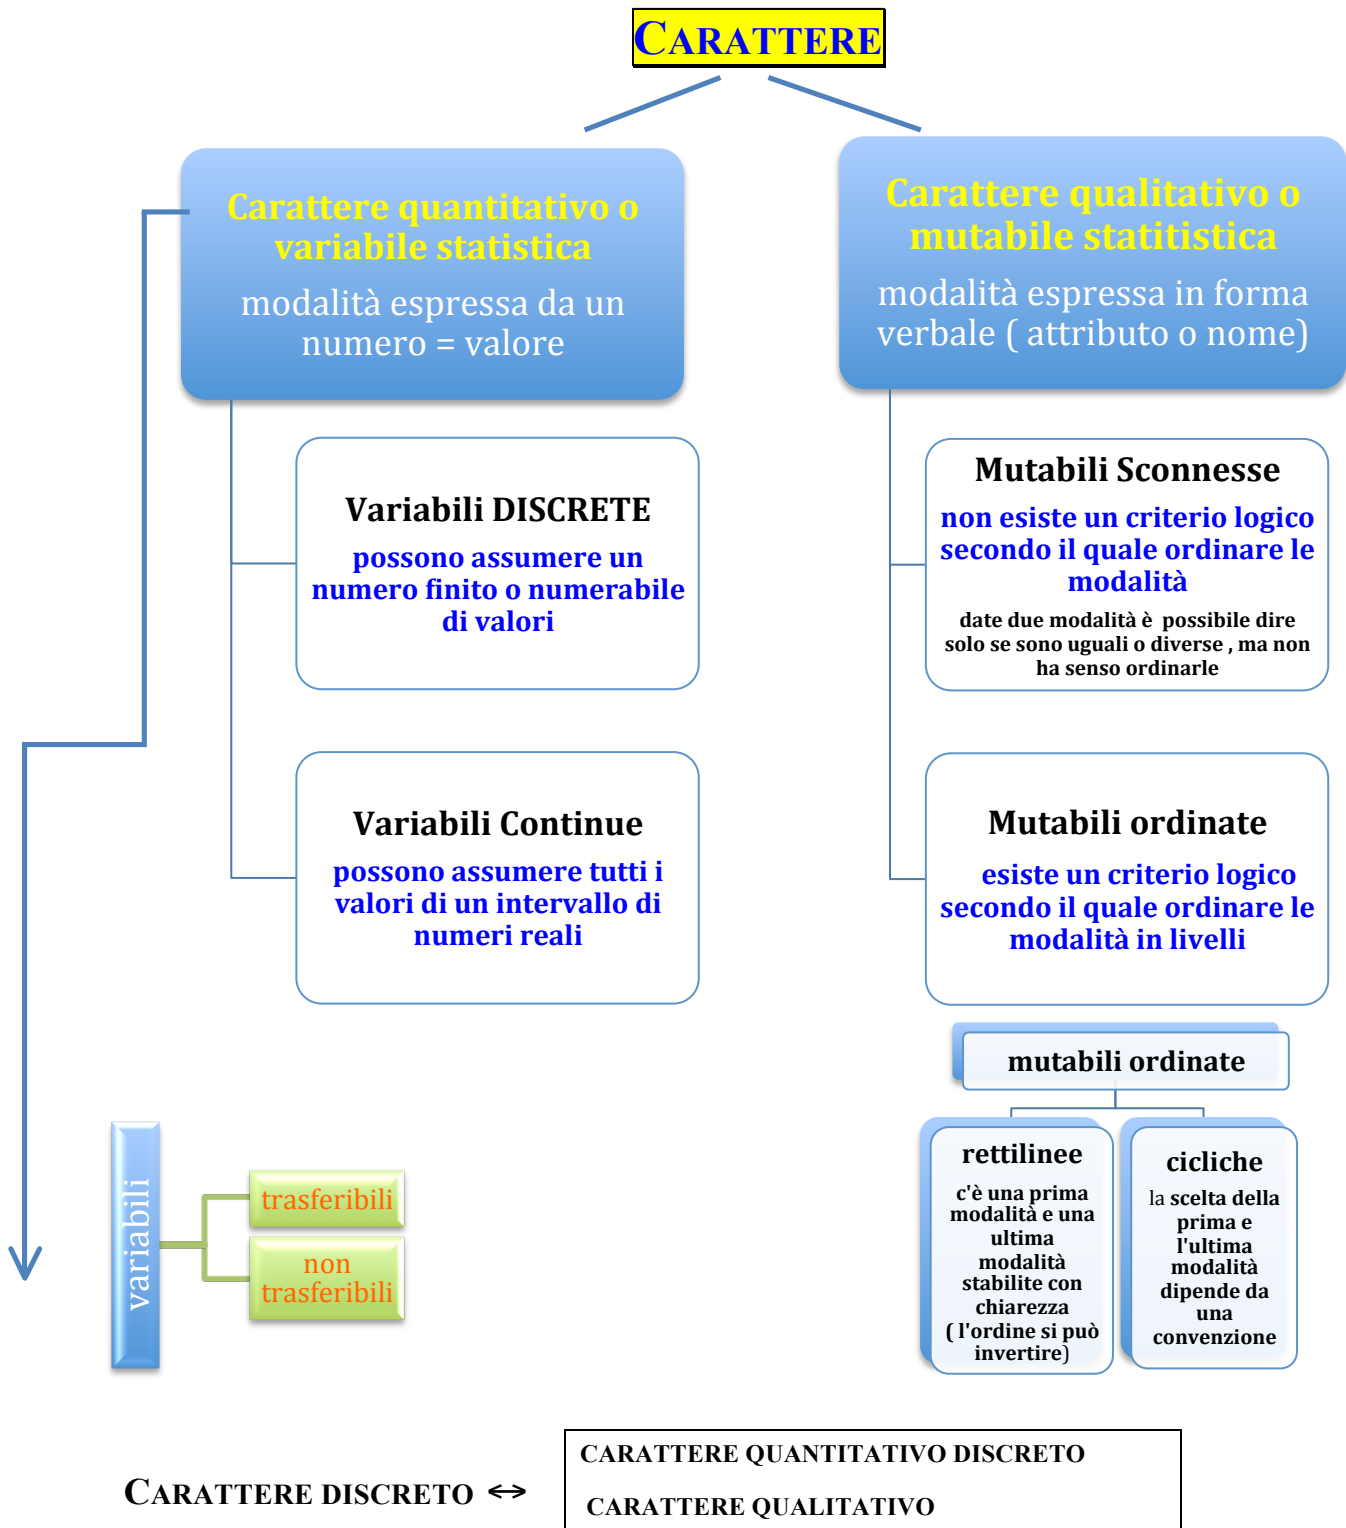 CARATTERE
Carattere quantitativo o
variabile statistica
modalità espressa da un
numero = valore
Carattere qualitativo o
mutabile statitistica
modalità espressa in forma
verbale ( attributo o nome)
Variabili DISCRETE
possono assumere un
numero finito o numerabile
di valori
Variabili Continue
possono assumere tutti i
valori di un intervallo di
numeri reali
Mutabili Sconnesse
non esiste un criterio logico
secondo il quale ordinare le
modalità
date due modalità è possibile dire
solo se sono uguali o diverse , ma non
ha senso ordinarle
Mutabili ordinate
esiste un criterio logico
secondo il quale ordinare le
modalità in livelli
mutabili ordinate
rettilinee
c'è una prima
modalità e una
ultima
modalità
stabilite con
chiarezza
( l'ordine si può
invertire)
cicliche
la scelta della
prima e
l'ultima
modalità
dipende da
una
convenzione
variabili
trasferibili
non
trasferibili
CARATTERE DISCRETO ⇔
CARATTERE QUANTITATIVO DISCRETO
CARATTERE QUALITATIVO